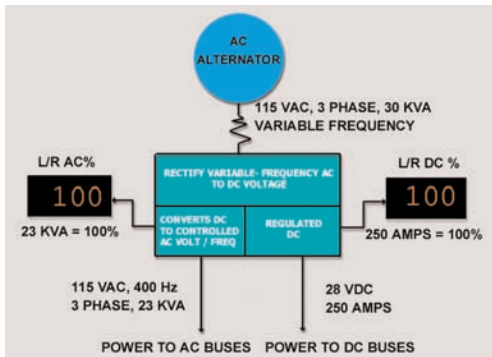 AC
ALTERNATOR
115 VAC, 3 PHASE, 30 KVA
VARIABLE FREQUENCY
L/R AC%
100
23 KVA = 100%
RECTIFY VARIABLE- FREQUENCY AC
TO DC VOLTAGE
CONVERTS DC
TO CONTROLLED
AC VOLT / FREQ
REGULATED
DC
L/R DC %
100
250 AMPS = 100%
115 VAC, 400 Hz
3 PHASE, 23 KVA
28 VDC
250 AMPS
POWER TO AC BUSES
POWER TO DC BUSES